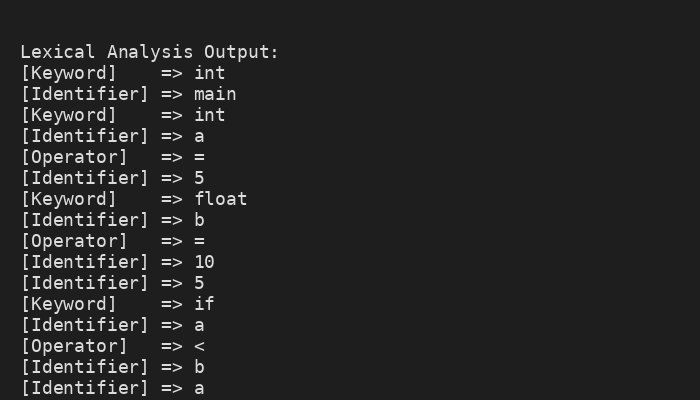 Lexical Analysis Output:
[Keyword]    => int
[Identifier] => main
[Keyword]    => int
[Identifier] => a
[Operator]   => =
[Identifier] => 5
[Keyword]    => float
[Identifier] => b
[Operator]   => =
[Identifier] => 10
[Identifier] => 5
[Keyword]    => if
[Identifier] => a
[Operator]   => <
[Identifier] => b
[Identifier] => a